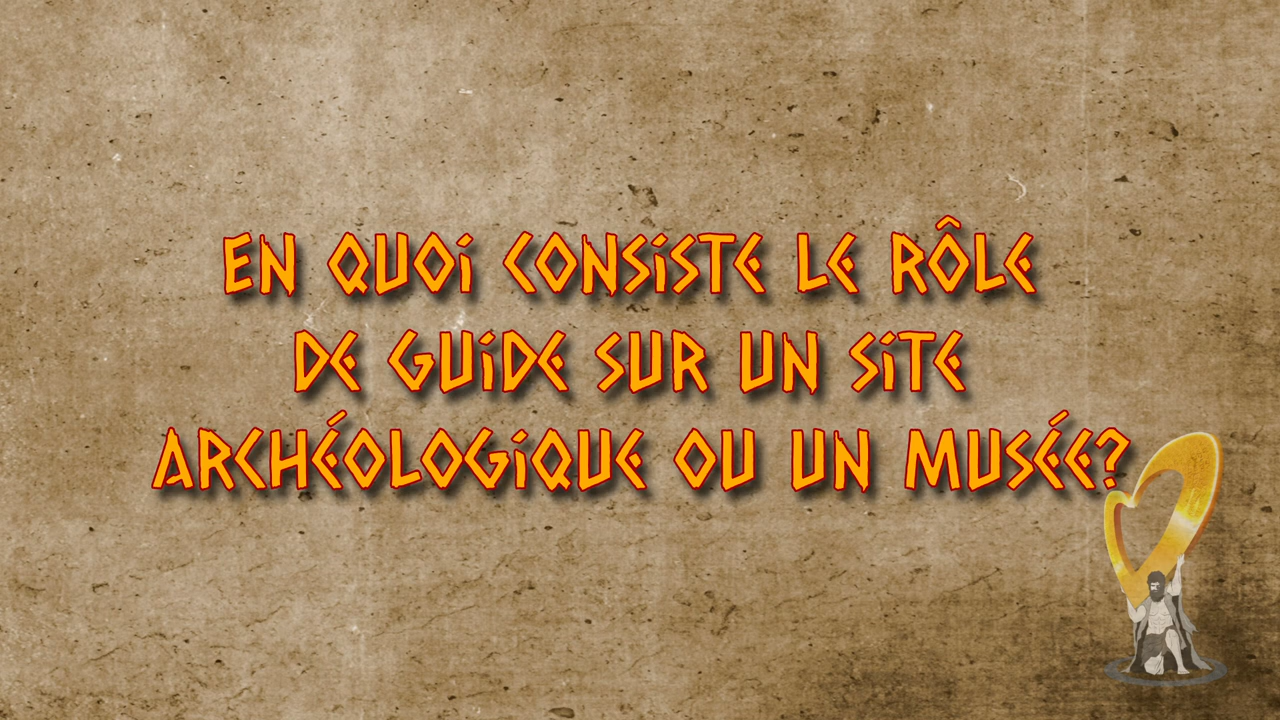 EN QUOI CONSISTE LE RÔLE
DE GUIDE SUR UN SITE
ARCHÉOLOGIQUE OU UN MUSÉE?